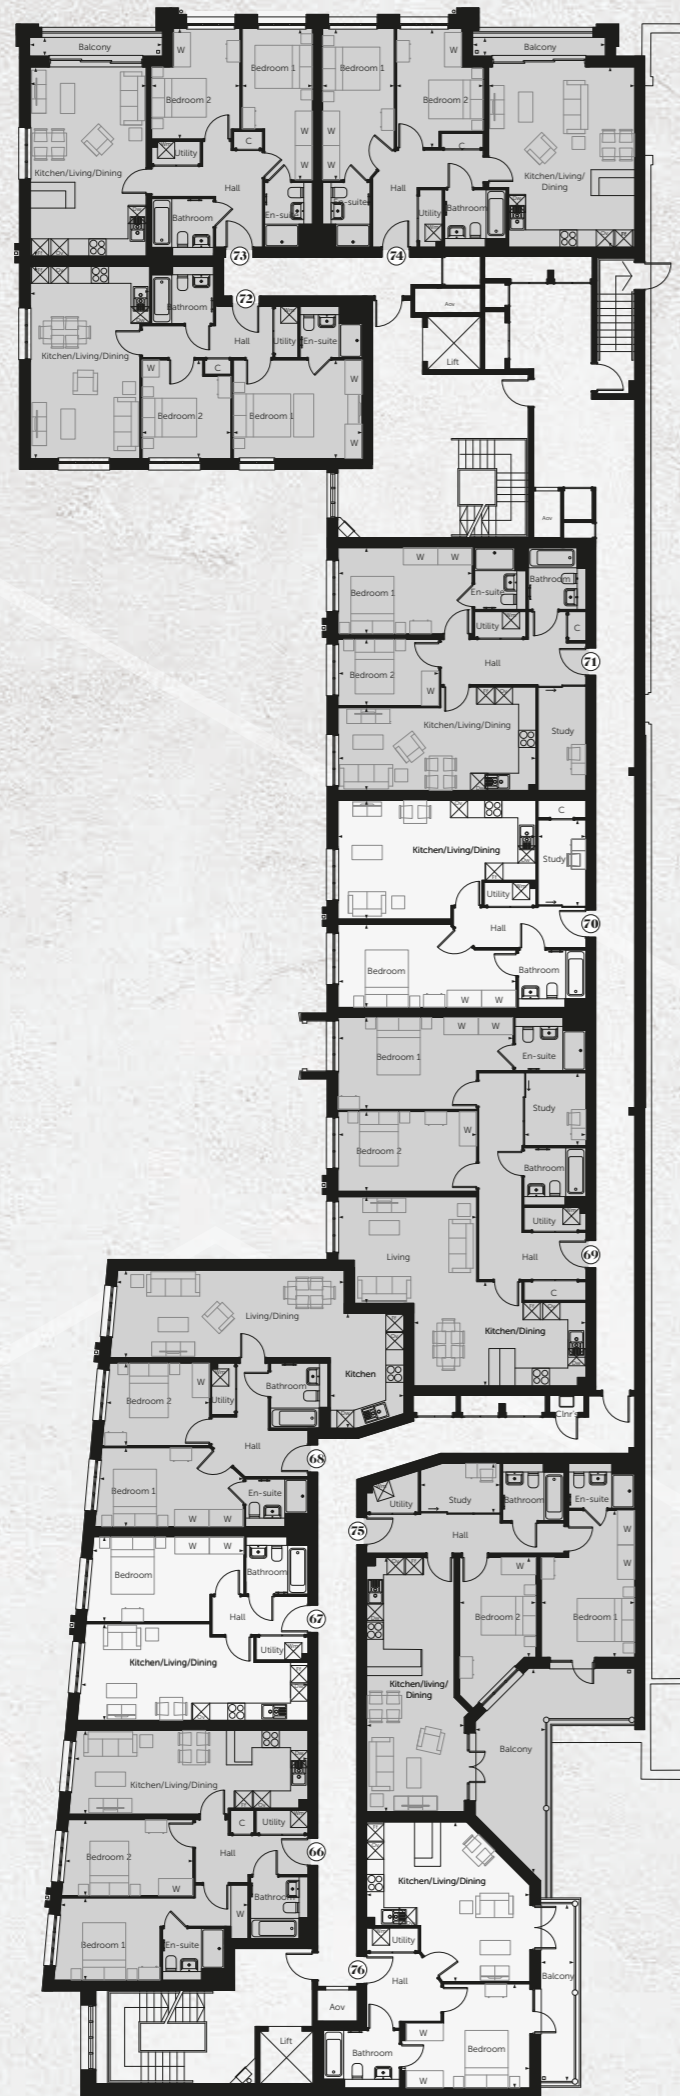 Balcony
Balcony
W
Bedroom 1
Bedroom 1
W
Bedroom 2
Bedroom 2
W
W
C
C
Utility
W
W
Kitchen/Living/Dining
Kitchen/Living/
Dining
Hall
Hall
En-suite
En-suite
Bathroom
Utility
Bathroom
73
74
72
Bathroom
Aov
Hall
Utility
En-suite
Kitchen/Living/Dining
Lift
W
C
W
Bedroom 2
Bedroom 1
W
Aov
W
W
Bedroom 1
En-suite
Bathroom
Utility
C
Hall
71
Bedroom 2
W
Kitchen/Living/Dining
Study
C
Kitchen/Living/Dining
Study
Utility
Hall
70
Bedroom
Bathroom
W
W
W
W
Bedroom 1
En-suite
Study
W
Bedroom 2
Bathroom
Utility
Living
Hall
69
C
Living/Dining
Kitchen/Dining
Kitchen
W
Bathroom
Bedroom 2
Utility
Clnr's
Hall
68
Bedroom 1
En-suite
W
W
Utility
Study
Bathroom
En-suite
75
Hall
W
W
W
W
W
Bedroom
Bathroom
Hall
67
Bedroom 2
Bedroom 1
Utility
Kitchen/Living/Dining
Kitchen/living/
Dining
Balcony
Kitchen/Living/Dining
C
Utility
Hall
66
Bedroom 2
W
Bathroom
W
Kitchen/Living/Dining
Bedroom 1
En-suite
Utility
76
Hall
Balcony
Aov
Lift
W
Bathroom
Bedroom
W